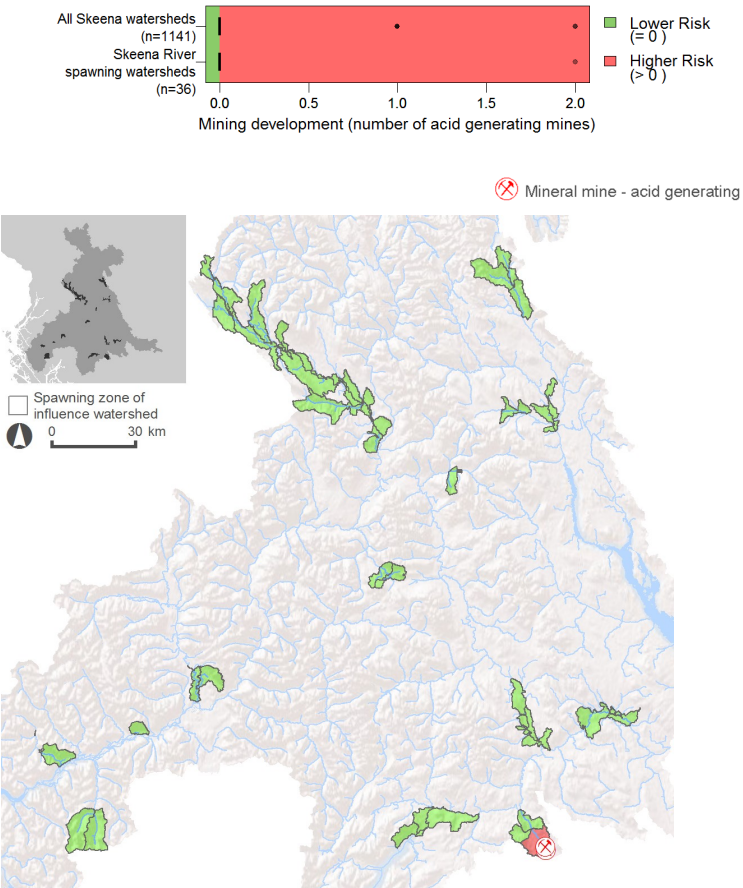 All Skeena watersheds
(n=1141)
Skeena River
spawning watersheds
(n=36)
Lower Risk
(= 0 )
Higher Risk
(> 0 )
0.0 0.5 1.0 1.5 2.0
Mining development (number of acid generating mines)
Mineral mine - acid generating
Spawning zone of
influence watershed
0 30 km